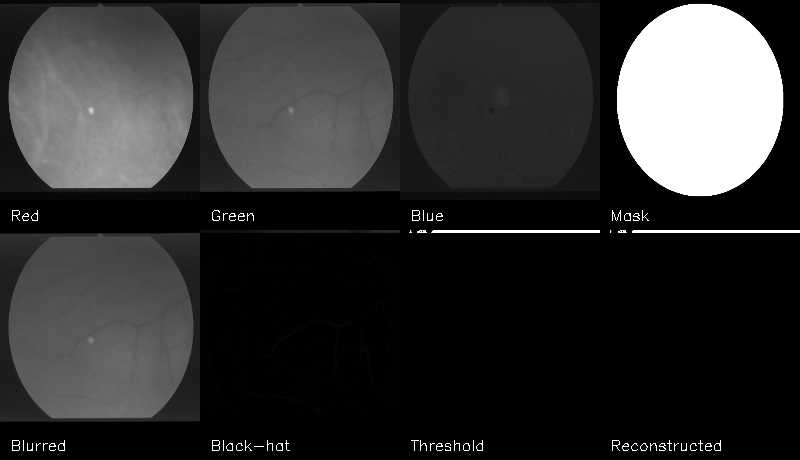 Red
Green
Blue
Mask
Blurred
Black-hat
Threshold
Reconstructed